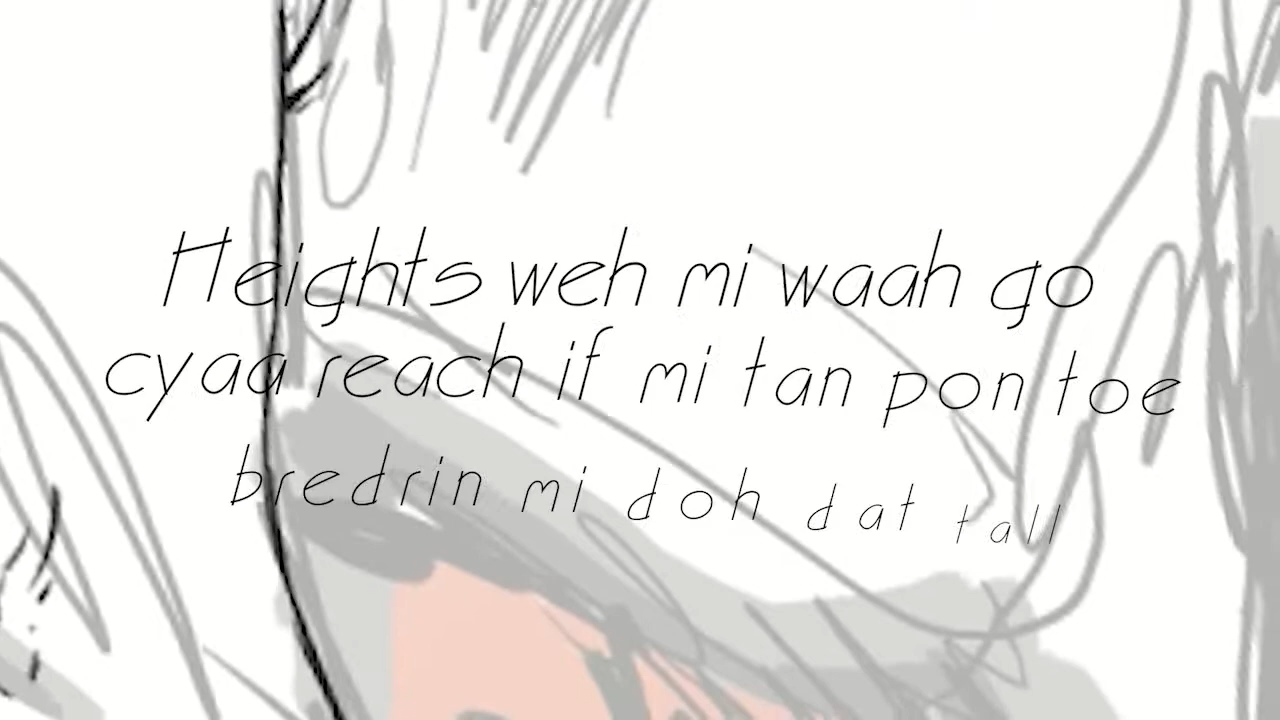 Heights weh mi waah go
cyaa reach if mi tan pon toe
bredrin mi doh dat tall